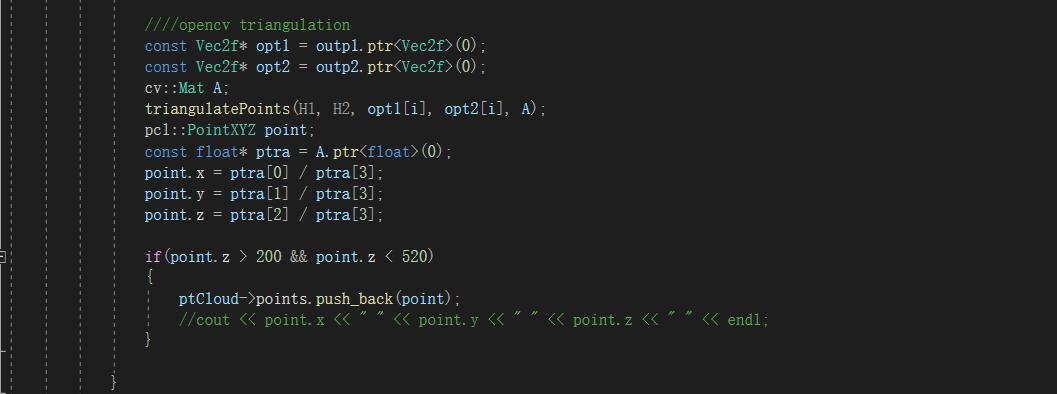 ////opencv triangulation
const Vec2f* opt1 = outp1.ptr<Vec2f>(0);
const Vec2f* opt2 = outp2.ptr<Vec2f>(0);
cv::Mat A;
triangulatePoints(H1, H2, opt1[i], opt2[i], A);
pcl::PointXYZ point;
const float* ptra = A.ptr<float>(0);
point.x = ptra[0] / ptra[3];
point.y = ptra[1] / ptra[3];
point.z = ptra[2] / ptra[3];
if(point.z > 200 && point.z < 520)
{
ptCloud->points.push_back(point);
//cout << point.x << " " << point.y << " " << point.z << " " << endl;
}
}